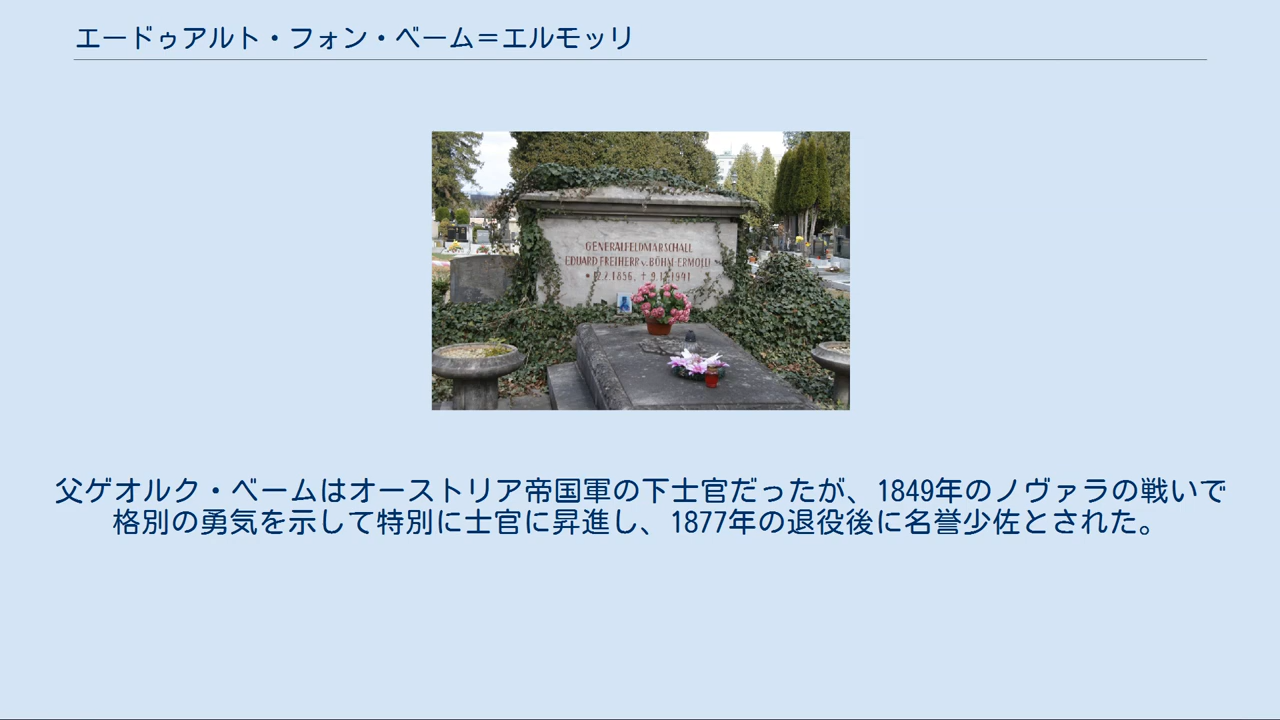 エードゥアルト・フォン・ベーム＝エルモッリ
GENERALFELDMARSCHALL
EDUARD FREIHERR v. BÖHM-ERMOLLI
父ゲオルク・ベームはオーストリア帝国軍の下士官だったが、1849年のノヴァラの戦いで
格別の勇気を示して特別に士官に昇進し、1877年の退役後に名誉少佐とされた。